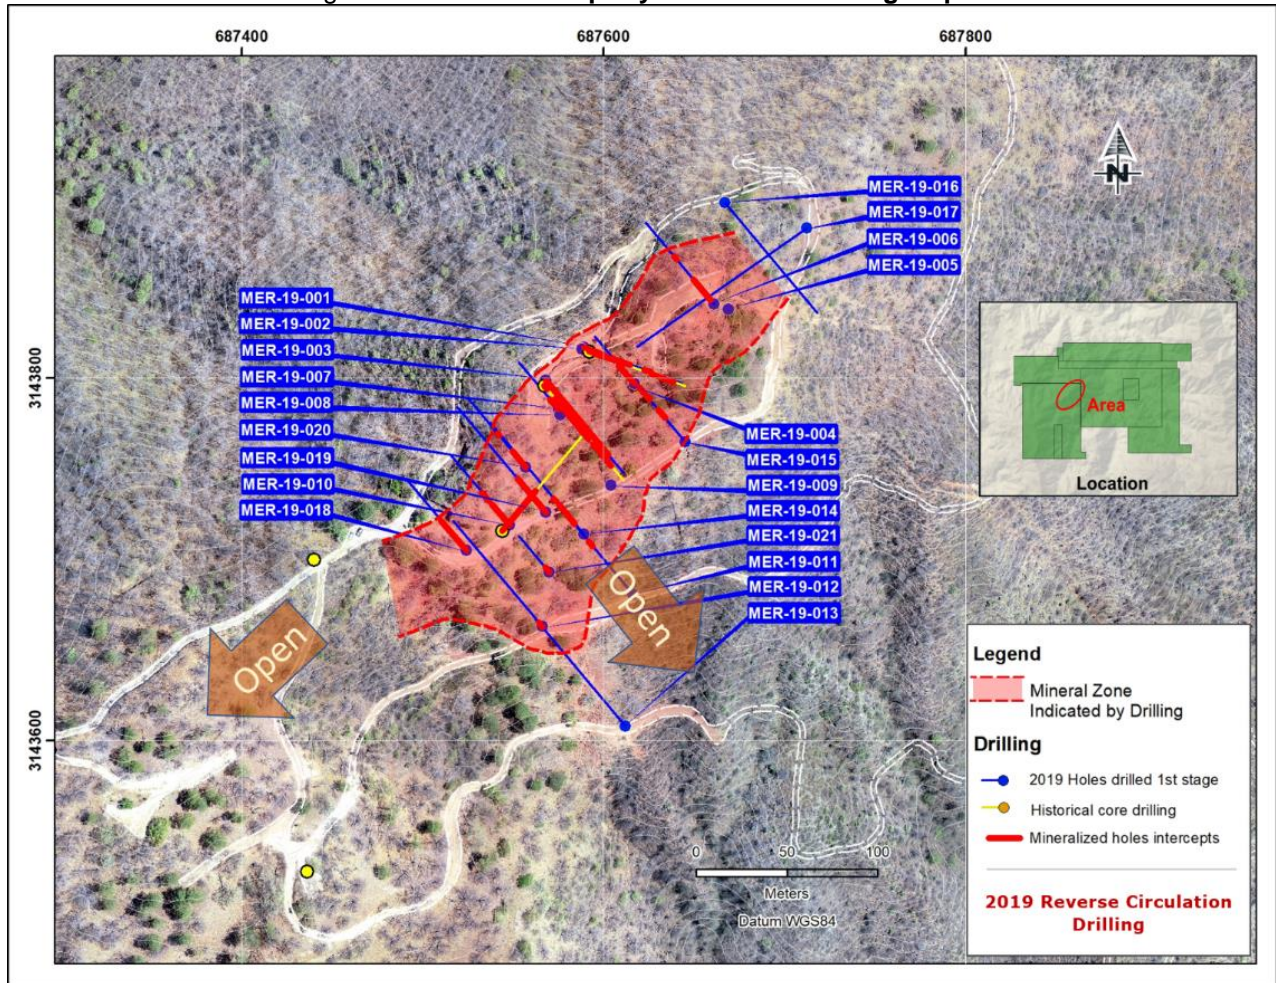 687400
687600
687800
3143800
3143600
N
MER-19-016
MER-19-017
MER-19-006
MER-19-005
MER-19-001
MER-19-002
MER-19-003
MER-19-007
MER-19-008
MER-19-020
MER-19-019
MER-19-010
MER-19-018
MER-19-004
MER-19-015
MER-19-009
MER-19-014
MER-19-021
MER-19-011
MER-19-012
MER-19-013
Area
Location
Open
Open
Legend
Mineral Zone
Indicated by Drilling
Drilling
2019 Holes drilled 1st stage
Historical core drilling
Mineralized holes intercepts
2019 Reverse Circulation
Drilling
0 50 100
Meters
Datum WGS84